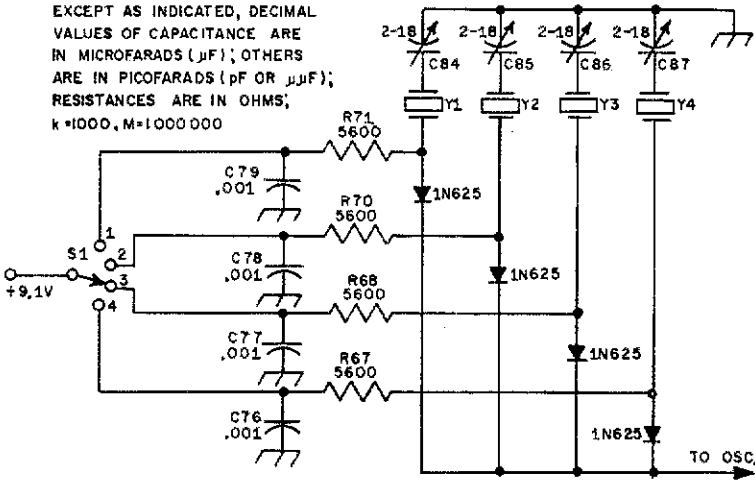 EXCEPT AS INDICATED, DECIMAL
VALUES OF CAPACITANCE ARE
IN MICROFARADS (μF); OTHERS
ARE IN PICOFARADS (pF OR μμF);
RESISTANCES ARE IN OHMS;
k=1000, M=1000 000
2-18
C84
2-18
C85
2-18
C86
2-18
C87
Y1
Y2
Y3
Y4
R71
5600
C79
.001
1N625
R70
5600
C78
.001
1N625
R68
5600
C77
.001
1N625
R67
5600
C76
.001
1N625
S1
1
2
3
4
+9.1V
TO OSC.